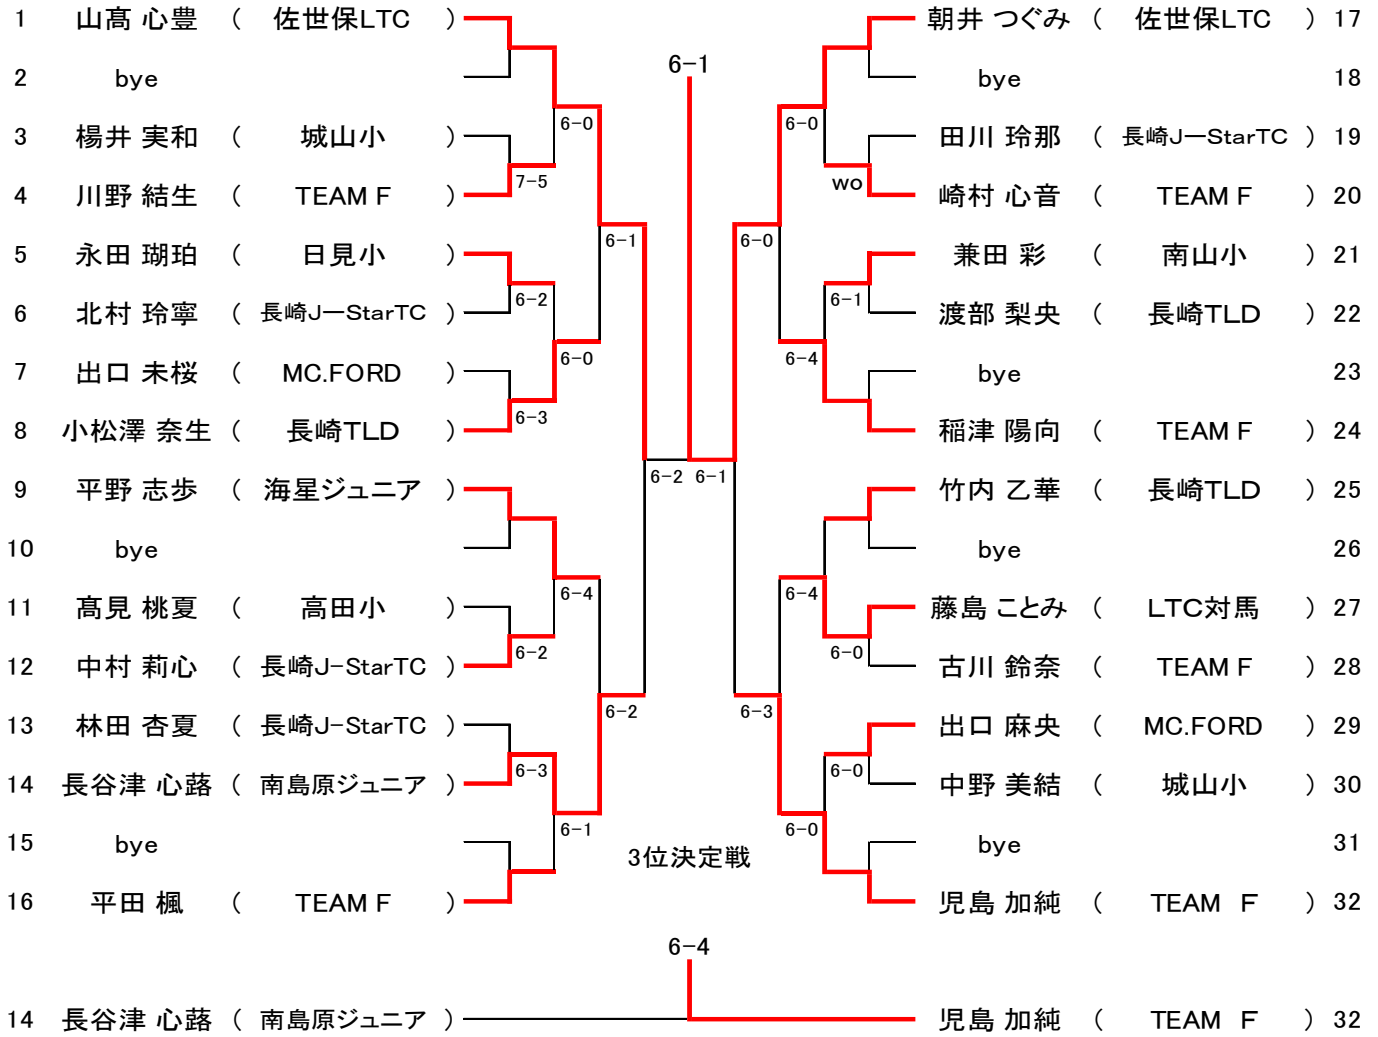 1 山髙 心豊 ( 佐世保LTC )
2 bye
3 楊井 実和 ( 城山小 )
4 川野 結生 ( TEAM F )
5 永田 瑚珀 ( 日見小 )
6 北村 玲寧 ( 長崎J-StarTC )
7 出口 未桜 ( MC.FORD )
8 小松澤 奈生 ( 長崎TLD )
9 平野 志歩 ( 海星ジュニア )
10 bye
11 髙見 桃夏 ( 高田小 )
12 中村 莉心 ( 長崎J-StarTC )
13 林田 杏夏 ( 長崎J-StarTC )
14 長谷津 心蕗 ( 南島原ジュニア )
15 bye
16 平田 楓 ( TEAM F )
7-5
6-2
6-3
6-2
6-3
6-0
6-0
6-4
6-1
6-1
6-2
6-2
6-1
6-1
6-0
6-3
6-0
6-4
6-4
6-0
wo
6-1
6-0
6-0
朝井 つぐみ ( 佐世保LTC ) 17
bye 18
田川 玲那 ( 長崎J-StarTC ) 19
崎村 心音 ( TEAM F ) 20
兼田 彩 ( 南山小 ) 21
渡部 梨央 ( 長崎TLD ) 22
bye 23
稲津 陽向 ( TEAM F ) 24
竹内 乙華 ( 長崎TLD ) 25
bye 26
藤島 ことみ ( LTC対馬 ) 27
古川 鈴奈 ( TEAM F ) 28
出口 麻央 ( MC.FORD ) 29
中野 美結 ( 城山小 ) 30
bye 31
児島 加純 ( TEAM F ) 32
3位決定戦
6-4
14 長谷津 心蕗 ( 南島原ジュニア )
児島 加純 ( TEAM F ) 32